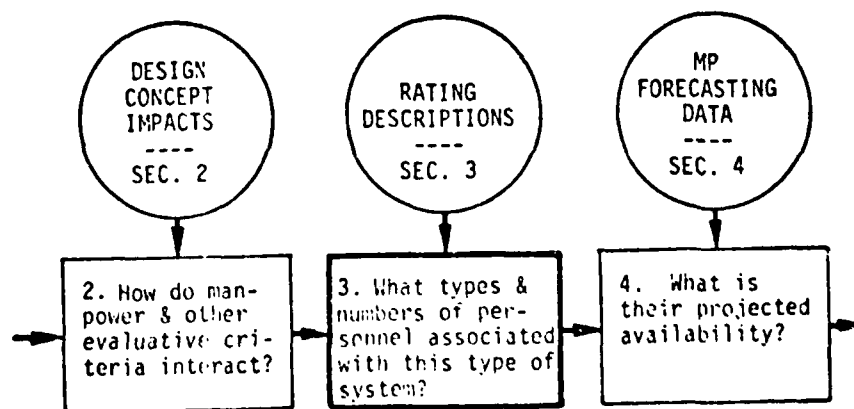 DESIGN
CONCEPT
IMPACTS
----
SEC. 2
RATING
DESCRIPTIONS
----
SEC. 3
MP
FORECASTING
DATA
----
SEC. 4
2. How do man-
power & other
evaluative cri-
teria interact?
3. What types &
numbers of per-
sonnel associated
with this type of
system?
4. What is
their projected
availability?